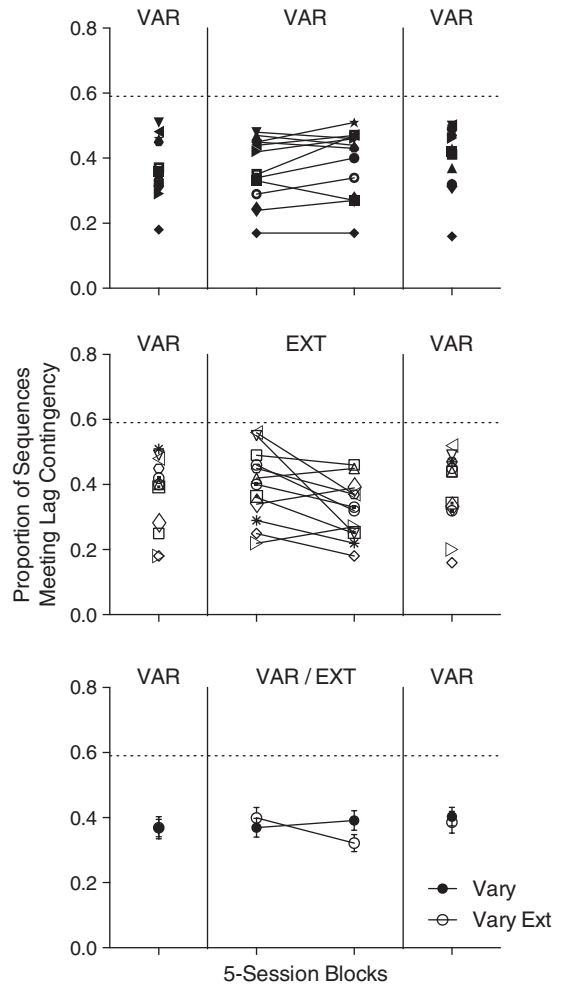 VAR VAR VAR
0.8
0.6
0.4
0.2
0.0
VAR EXT VAR
0.8
0.6
0.4
0.2
0.0
Proportion of Sequences
Meeting Lag Contingency
VAR VAR / EXT VAR
0.8
0.6
0.4
0.2
0.0
Vary
Vary Ext
5-Session Blocks